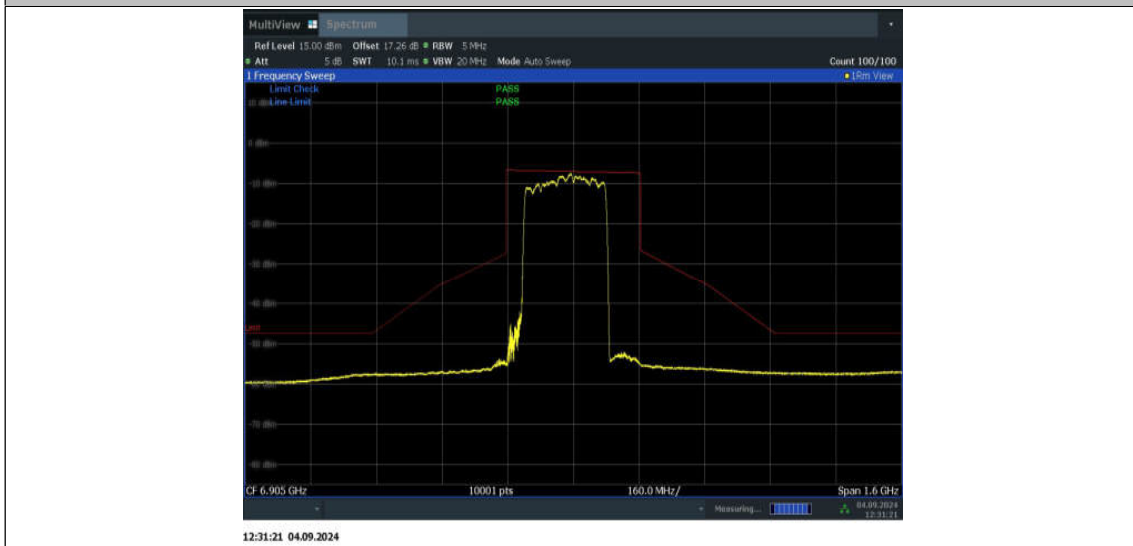 MultiView Spectrum
Ref Level 15.00 dBm Offset 17.26 dB RBW 5 MHz
Att 5 dB SWT 10.1 ms VBW 20 MHz Mode Auto Sweep Count 100/100
1 Frequency Sweep 1Rm View
Limit Check PASS
Line Limit PASS
0 dBm
-10 dBm
-20 dBm
-30 dBm
-40 dBm
-50 dBm
-70 dBm
-80 dBm
CF 6.905 GHz 10001 pts 160.0 MHz/ Span 1.6 GHz
Measuring... 04.09.2024
12:31:21
12:31:21 04.09.2024